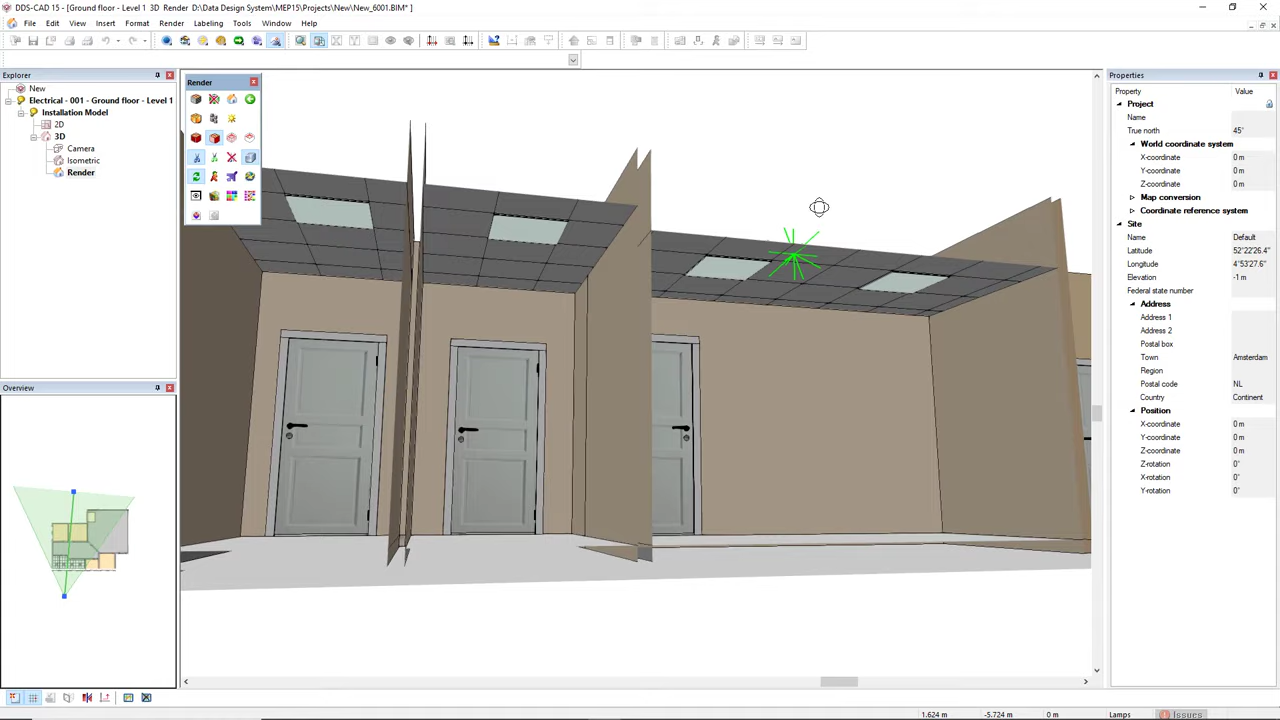 DDS-CAD 15 - [Ground floor - Level 1  3D  Render  D:\Data Design System\MEP15\Projects\New\New_6001.BIM* ]
File Edit View Insert Format Render Labeling Tools Window Help
Explorer
New
Electrical - 001 - Ground floor - Level 1
Installation Model
2D
3D
Camera
Isometric
Render
Render
Overview
Properties
Property Value
Project
Name
True north 45°
World coordinate system
X-coordinate 0 m
Y-coordinate 0 m
Z-coordinate 0 m
Map conversion
Coordinate reference system
Site
Name Default
Latitude 52°22'26.4"
Longitude 4°53'27.6"
Elevation -1 m
Federal state number
Address
Address 1
Address 2
Postal box
Town Amsterdam
Region
Postal code NL
Country Continent
Position
X-coordinate 0 m
Y-coordinate 0 m
Z-coordinate 0 m
Z-rotation 0°
X-rotation 0°
Y-rotation 0°
1.624 m -5.724 m 0 m Lamps Issues